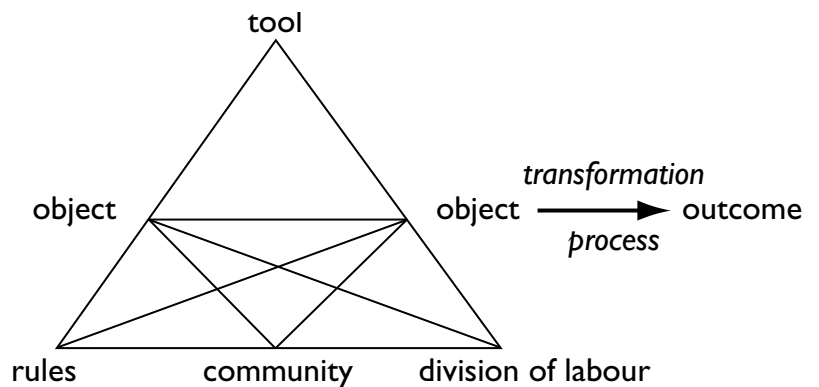 tool
transformation
object
object
outcome
process
rules
community
division of labour